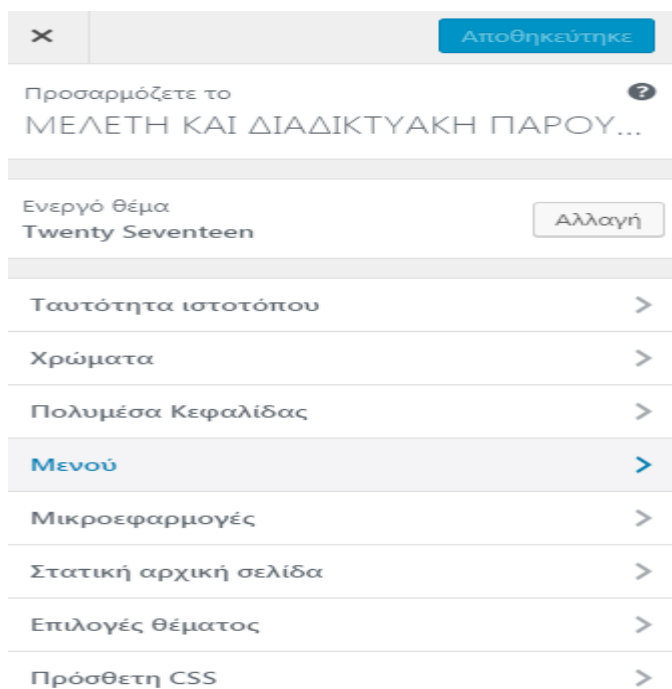 Αποθηκεύτηκε
Προσαρμόζετε το
ΜΕΛΕΤΗ ΚΑΙ ΔΙΑΔΙΚΤΥΑΚΗ ΠΑΡΟΥ...
Ενεργό θέμα
Twenty Seventeen
Αλλαγή
Ταυτότητα ιστοτόπου
Χρώματα
Πολυμέσα Κεφαλίδας
Μενού
Μικροεφαρμογές
Στατική αρχική σελίδα
Επιλογές θέματος
Πρόσθετη CSS